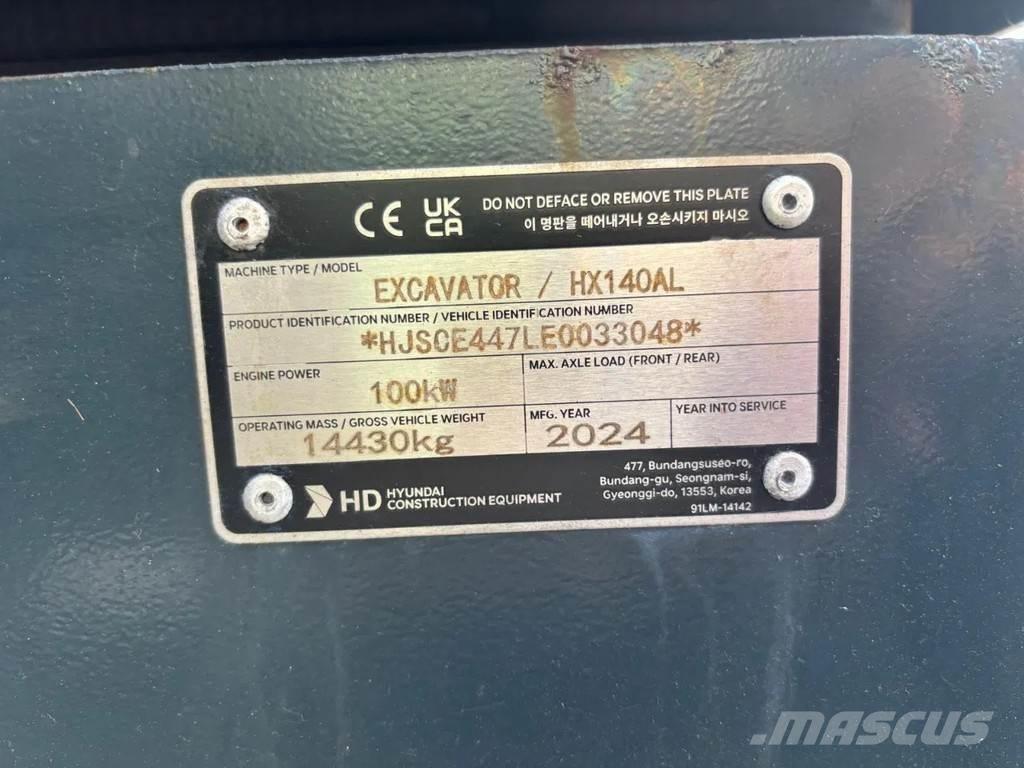 CE UK CA
DO NOT DEFACE OR REMOVE THIS PLATE
이 명판을 떼어내거나 오손시키지 마시오
MACHINE TYPE / MODEL
EXCAVATOR / HX140AL
PRODUCT IDENTIFICATION NUMBER / VEHICLE IDENTIFICATION NUMBER
*HJSCE447LE0033048*
ENGINE POWER
100kW
MAX. AXLE LOAD (FRONT / REAR)
OPERATING MASS / GROSS VEHICLE WEIGHT
14430kg
MFG. YEAR
2024
YEAR INTO SERVICE
HD HYUNDAI
CONSTRUCTION EQUIPMENT
477, Bundangsuseo-ro,
Bundang-gu, Seongnam-si,
Gyeonggi-do, 13553, Korea
91LM-14142
MASCUS